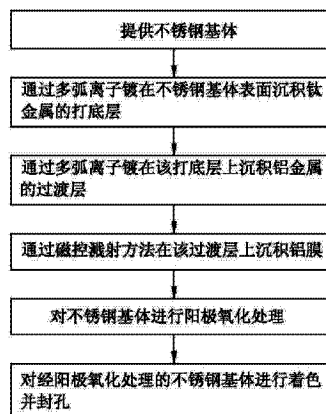 提供不锈钢基体
通过多弧离子镀在不锈钢基体表面沉积钛
金属的打底层
通过多弧离子镀在该打底层上沉积铝金属
的过渡层
通过磁控溅射方法在该过渡层上沉积铝膜
对不锈钢基体进行阳极氧化处理
对经阳极氧化处理的不锈钢基体进行着色
并封孔